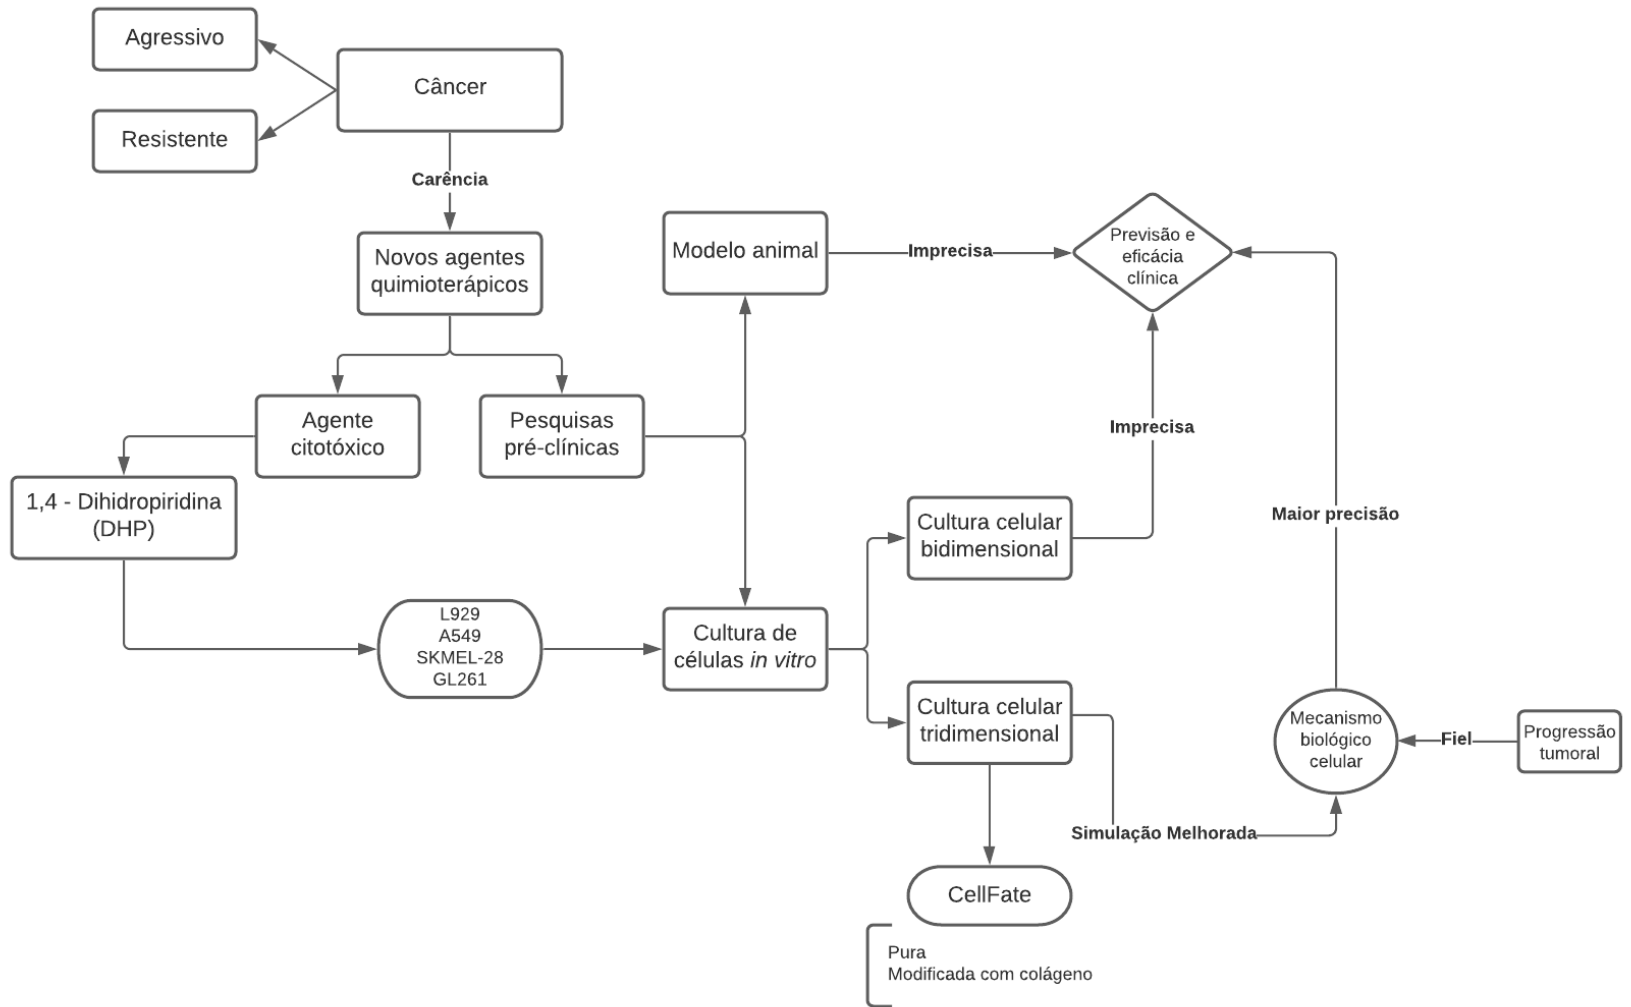 Agressivo
Câncer
Resistente
Carência
Novos agentes
quimioterápicos
Modelo animal
Imprecisa
Previsão e
eficácia
clínica
Agente
citotóxico
Pesquisas
pré-clínicas
Imprecisa
1,4 - Dihidropiridina
(DHP)
Cultura celular
bidimensional
Maior precisão
L929
A549
SKMEL-28
GL261
Cultura de
células in vitro
Cultura celular
tridimensional
Mecanismo
biológico
celular
Fiel
Progressão
tumoral
Simulação Melhorada
CellFate
Pura
Modificada com colágeno